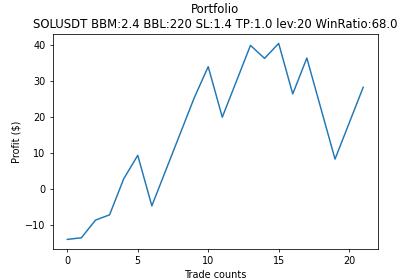 Portfolio
SOLUSDT BBM:2.4 BBL:220 SL:1.4 TP:1.0 lev:20 WinRatio:68.0
40
30
20
10
0
−10
Profit ($)
0 5 10 15 20
Trade counts